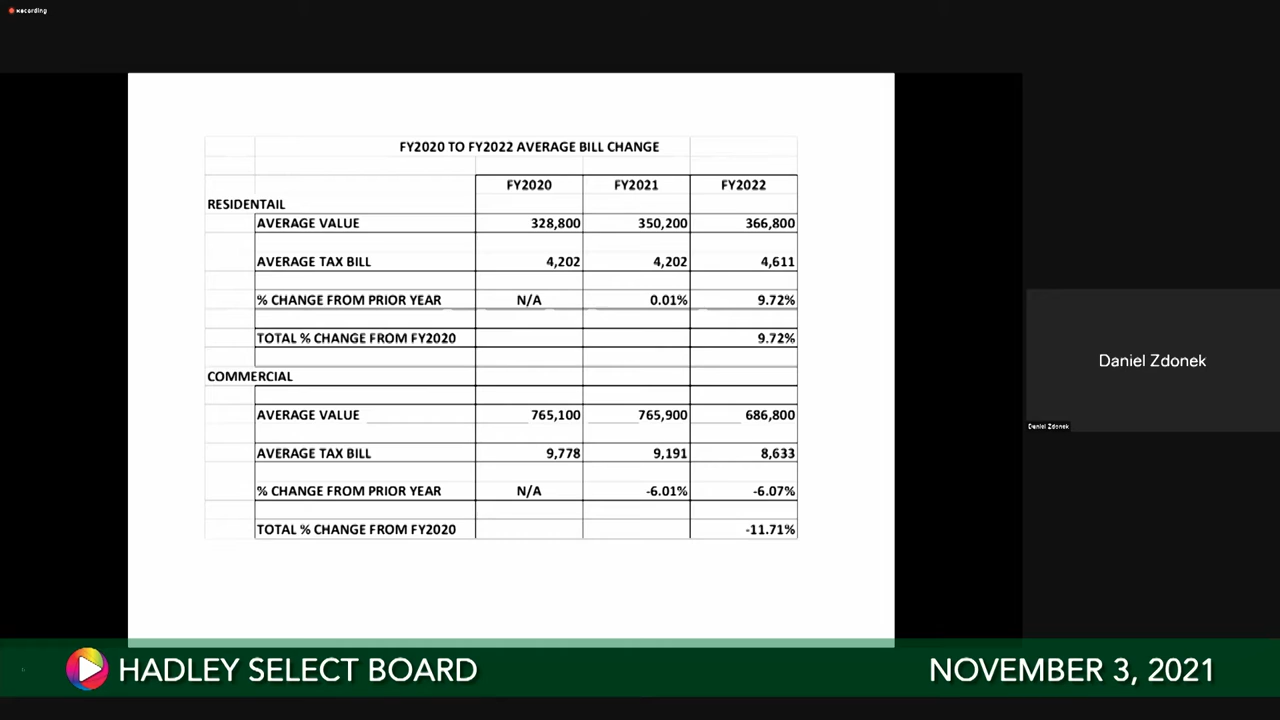 Recording
FY2020 TO FY2022 AVERAGE BILL CHANGE
FY2020 FY2021 FY2022
RESIDENTAIL
AVERAGE VALUE 328,800 350,200 366,800
AVERAGE TAX BILL 4,202 4,202 4,611
% CHANGE FROM PRIOR YEAR N/A 0.01% 9.72%
TOTAL % CHANGE FROM FY2020 9.72%
COMMERCIAL
AVERAGE VALUE 765,100 765,900 686,800
AVERAGE TAX BILL 9,778 9,191 8,633
% CHANGE FROM PRIOR YEAR N/A -6.01% -6.07%
TOTAL % CHANGE FROM FY2020 -11.71%
Daniel Zdonek
Daniel Zdonek
HADLEY SELECT BOARD NOVEMBER 3, 2021